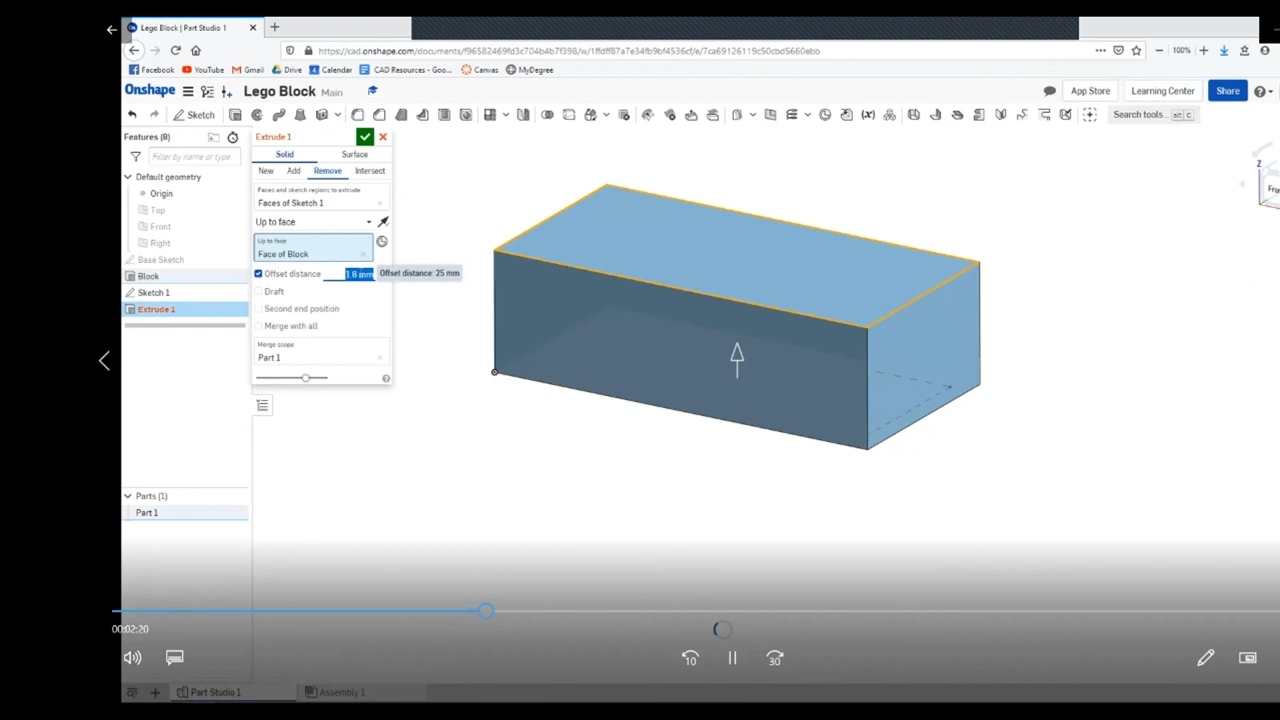 Lego Block | Part Studio 1
https://cad.onshape.com/documents/f96582469fd3c704b4b7f398/w/1ffdff87a7e34fb9bf4536cf/e/7ca69126119c50cbd5660ebb
100%
Facebook YouTube Gmail Drive Calendar CAD Resources - Goo... Canvas MyDegree
Onshape Lego Block Main App Store Learning Center Share
Sketch Search tools... alt C
Features (8)
Filter by name or type
Default geometry
Origin
Top
Front
Right
Base Sketch
Block
Sketch 1
Extrude 1
Extrude 1
Solid Surface
New Add Remove Intersect
Faces and sketch regions to extrude
Faces of Sketch 1
Up to face
Up to face
Face of Block
Offset distance 1.6 mm Offset distance: 25 mm
Draft
Second end position
Merge with all
Merge scope
Part 1
Z
Parts (1)
Part 1
00:02:20
10 30
Part Studio 1 Assembly 1